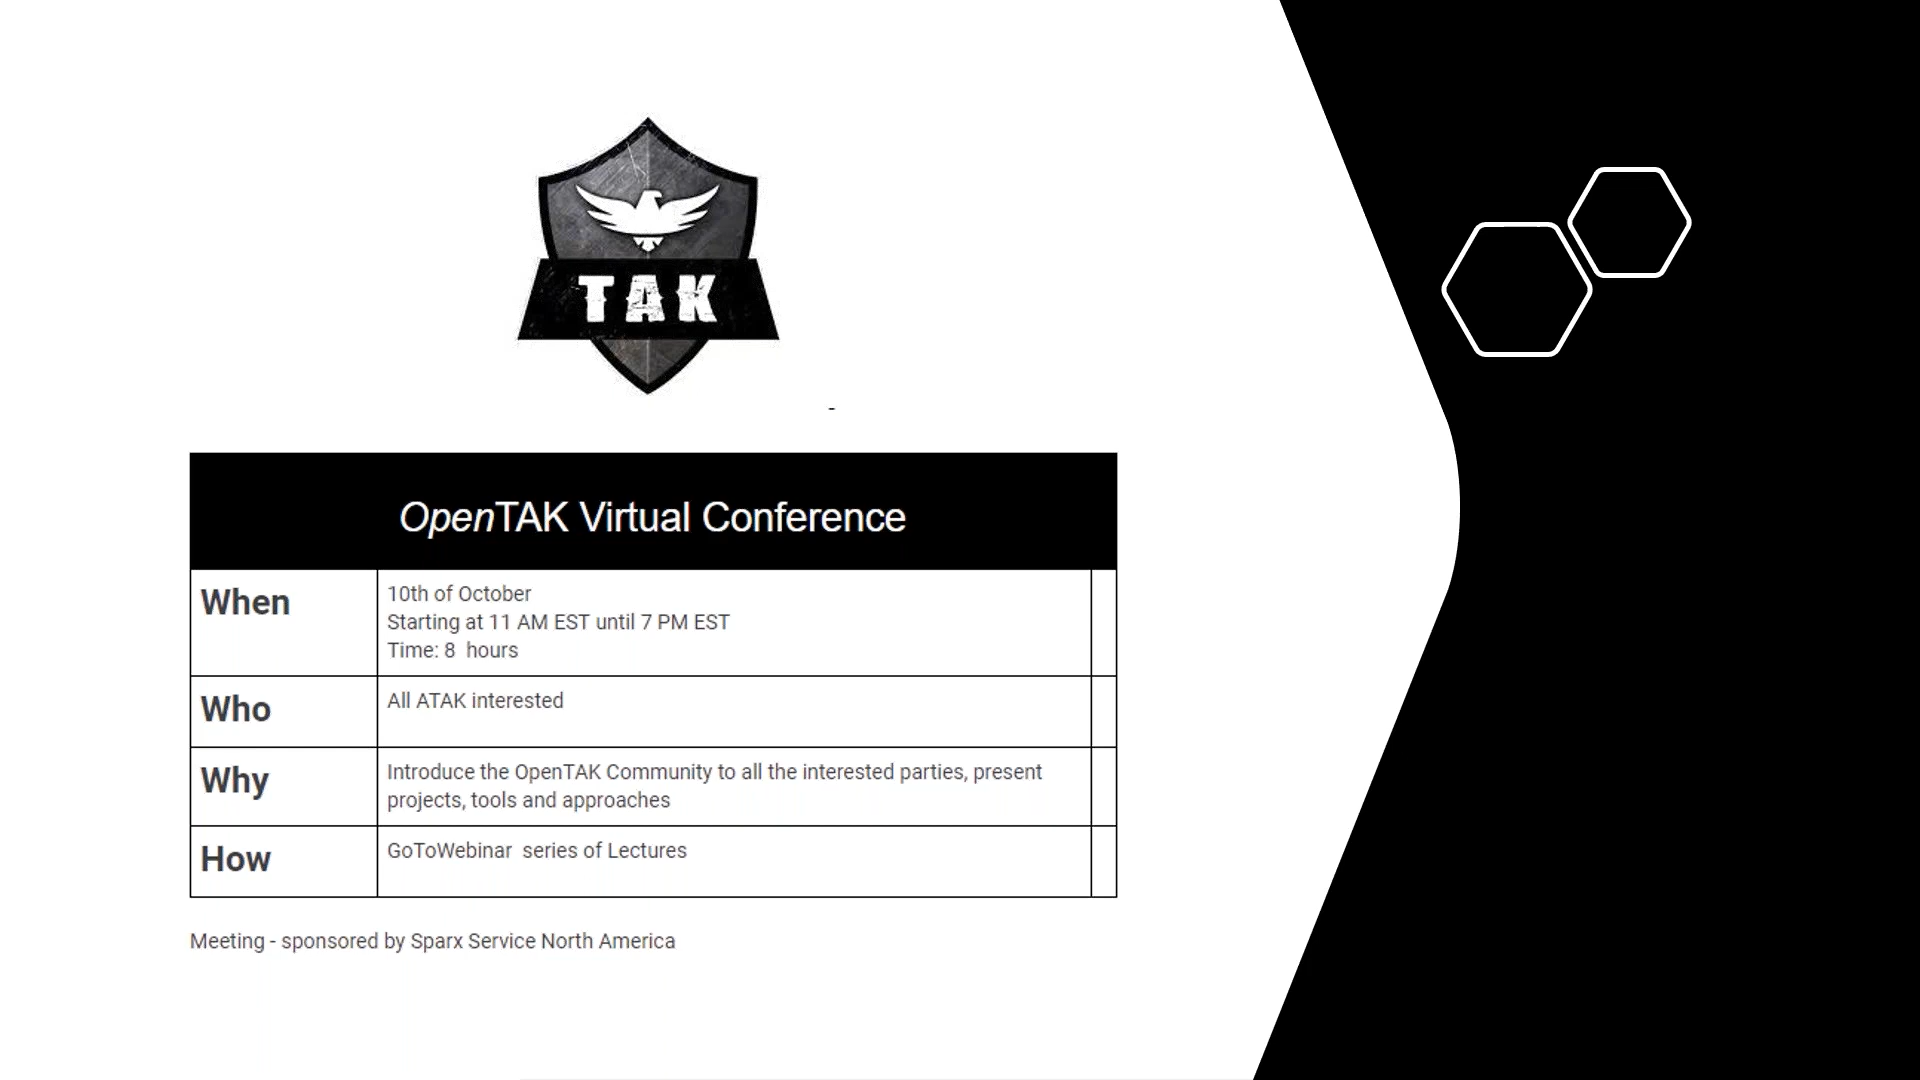 TAK
-
OpenTAK Virtual Conference
When
10th of October
Starting at 11 AM EST until 7 PM EST
Time: 8  hours
Who
All ATAK interested
Why
Introduce the OpenTAK Community to all the interested parties, present
projects, tools and approaches
How
GoToWebinar  series of Lectures
Meeting - sponsored by Sparx Service North America